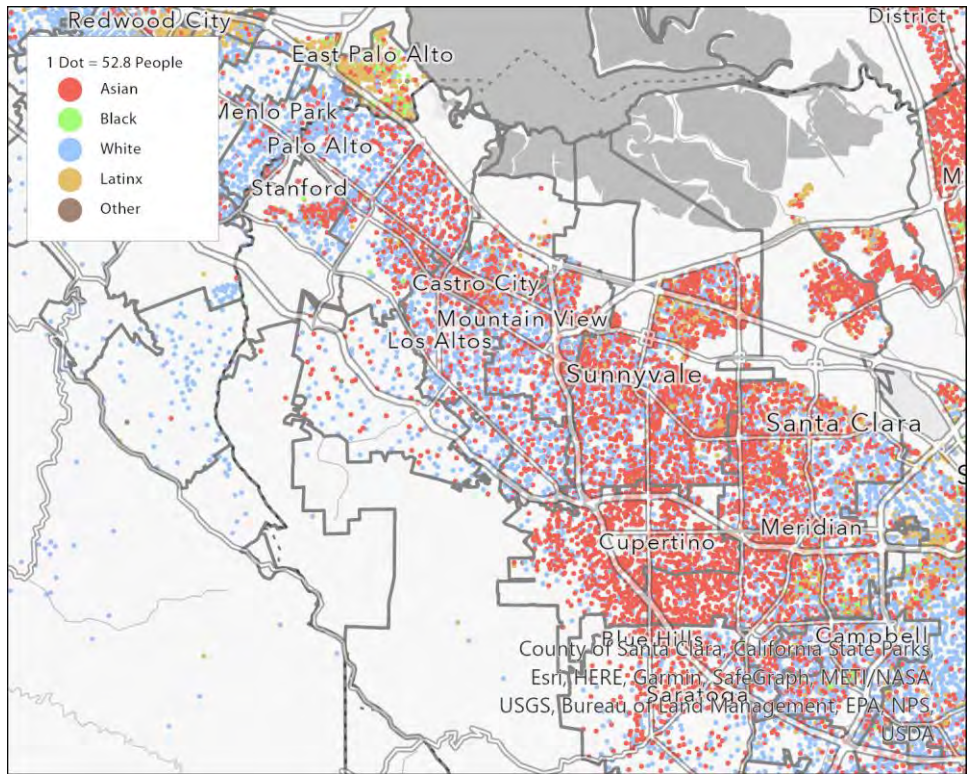 Redwood City
District
East Palo Alto
1 Dot = 52.8 People
Asian
Black
White
Latinx
Other
Menlo Park
Palo Alto
Stanford
M
Castro City
Mountain View
Los Altos
Sunnyvale
Santa Clara
S
Meridian
Cupertino
Blue Hills
Campbell
County of Santa Clara, California State Parks
Esri, HERE, Garmin, SafeGraph, METI/NASA
Saratoga
USGS, Bureau of Land Management, EPA, NPS
USDA